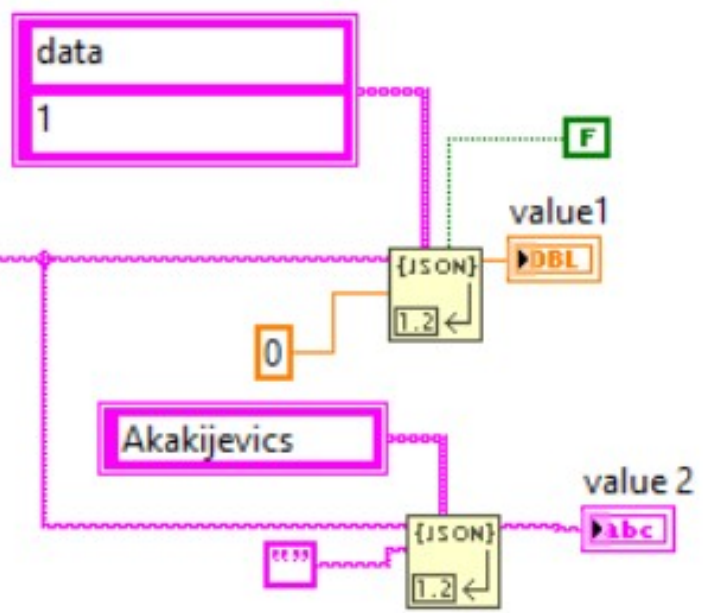 data
1
F
value1
{JSON}
DBL
1.2
0
Akakijevics
value 2
{JSON}
abc
""
1.2